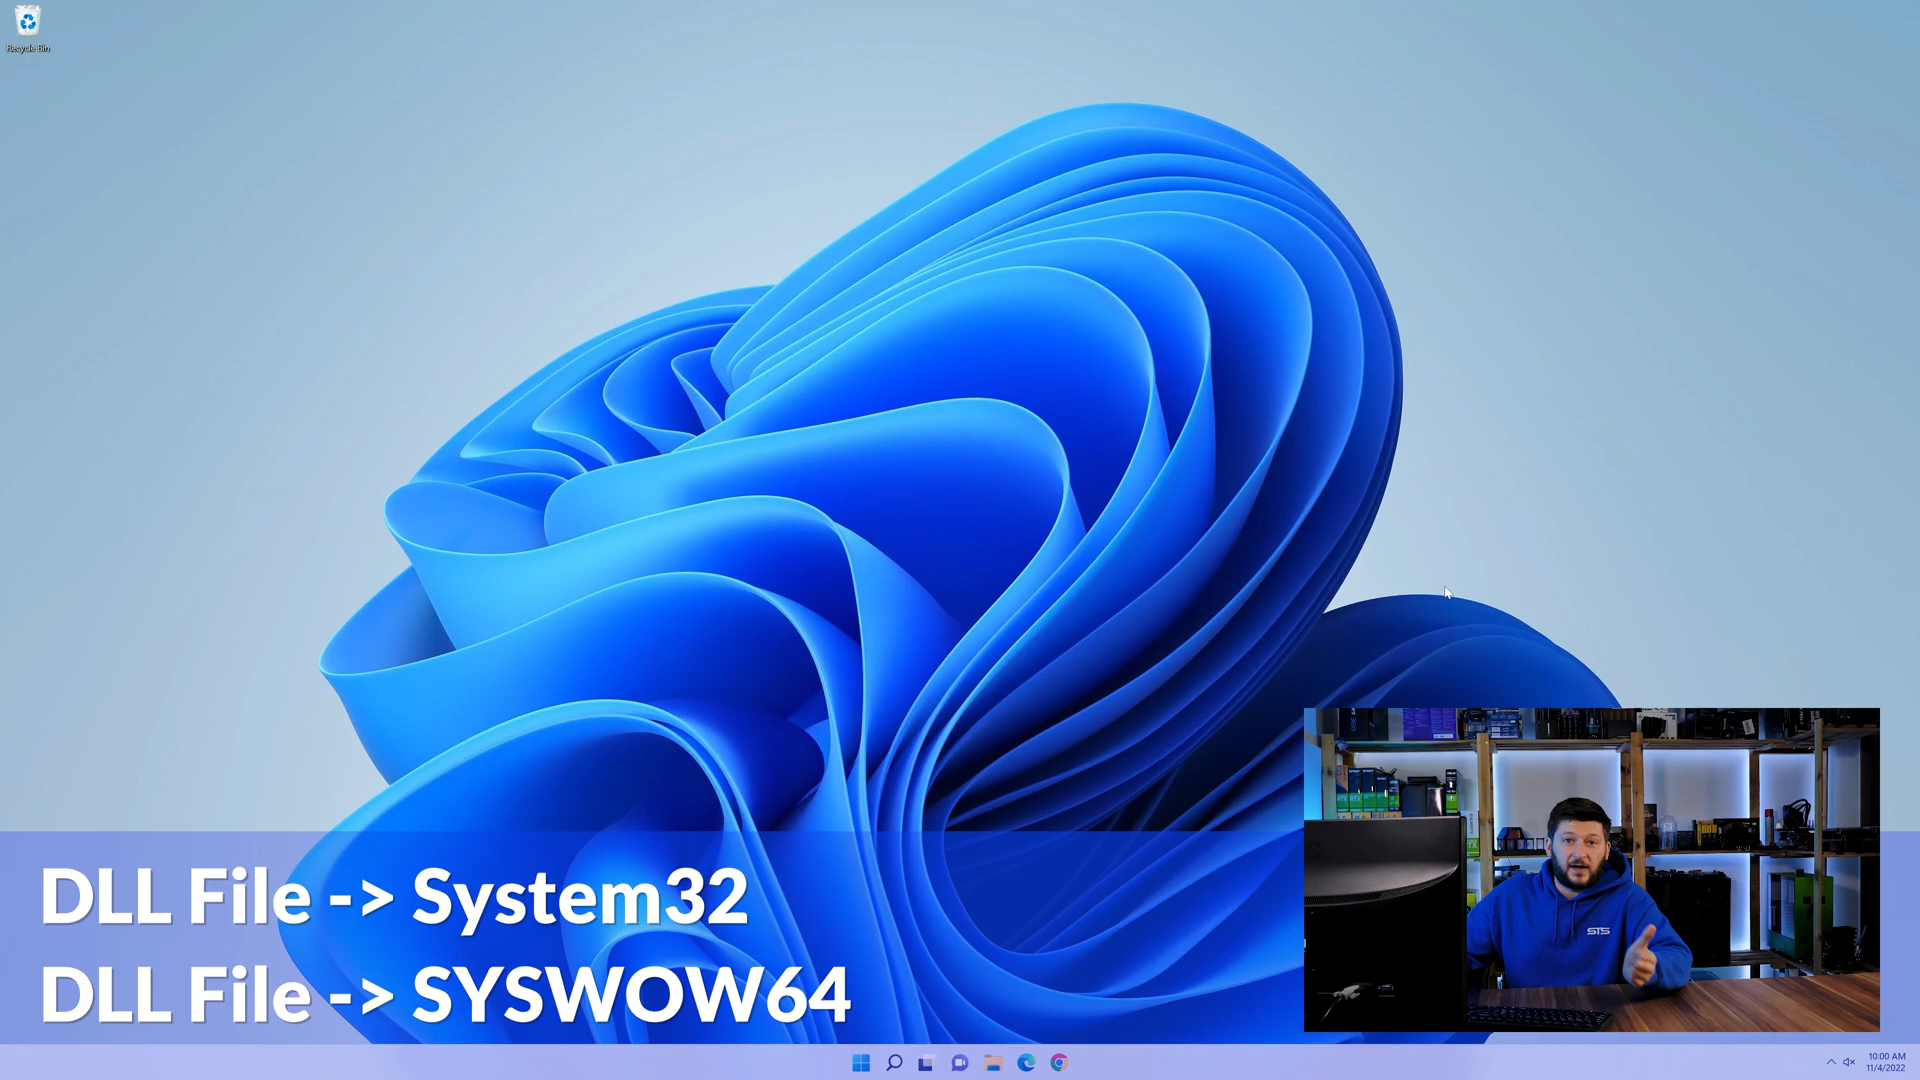 Recycle Bin
DLL File -> System32
DLL File -> SYSWOW64
STS
10:00 AM
11/4/2022